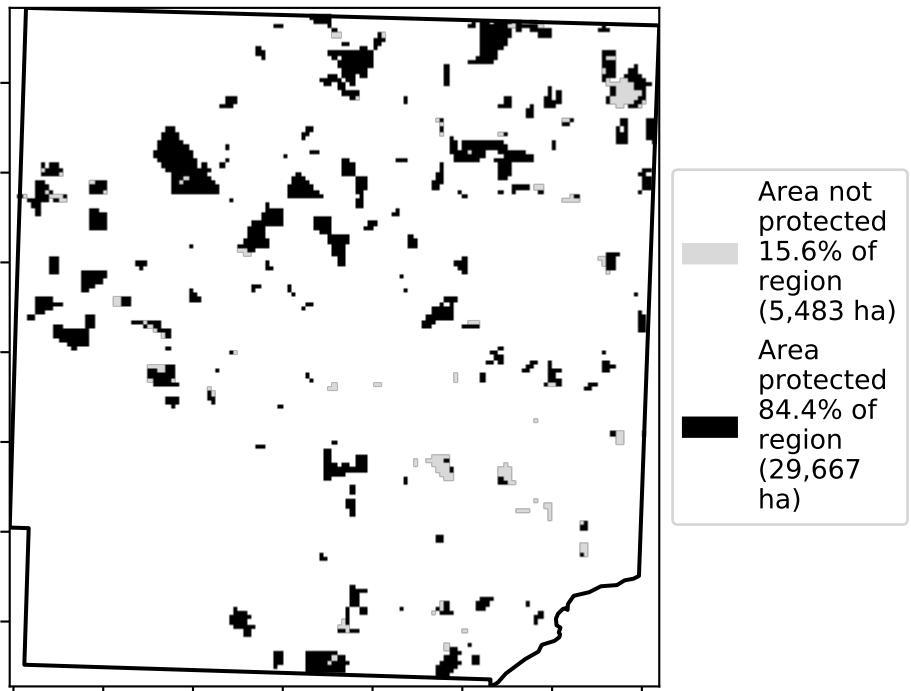 Area not
protected
15.6% of
region
(5,483 ha)
Area
protected
84.4% of
region
(29,667
ha)